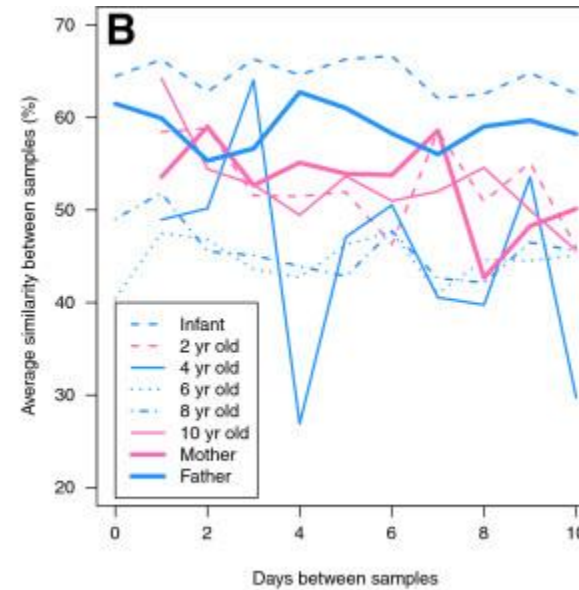 B
70
60
50
40
30
20
Average similarity between samples (%)
Infant
2 yr old
4 yr old
6 yr old
8 yr old
10 yr old
Mother
Father
0 2 4 6 8 10
Days between samples